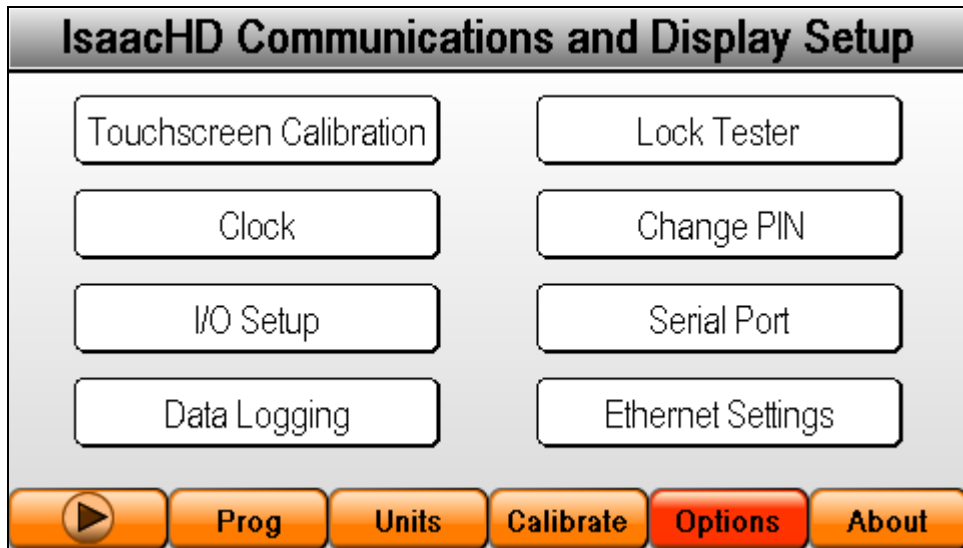 IsaacHD Communications and Display Setup
Touchscreen Calibration
Lock Tester
Clock
Change PIN
I/O Setup
Serial Port
Data Logging
Ethernet Settings
Prog
Units
Calibrate
Options
About